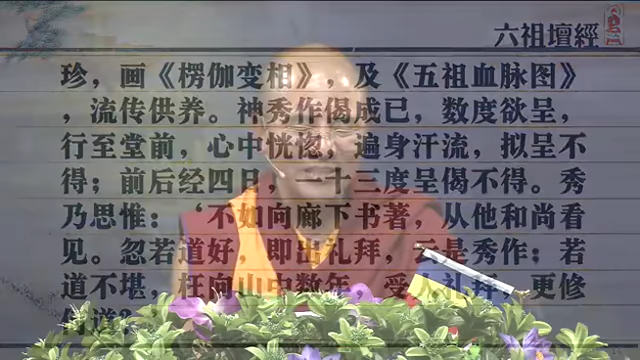 六祖壇經
珍，画《楞伽变相》，及《五祖血脉图》
，流传供养。神秀作偈成已，数度欲呈，
行至堂前，心中恍惚，遍身汗流，拟呈不
得；前后经四日，一十三度呈偈不得。秀
乃思惟：‘不如向廊下书著，从他和尚看
见。忽若道好，即出礼拜，云是秀作；若
道不堪，枉向山中数年，受人礼拜，更修
何道？